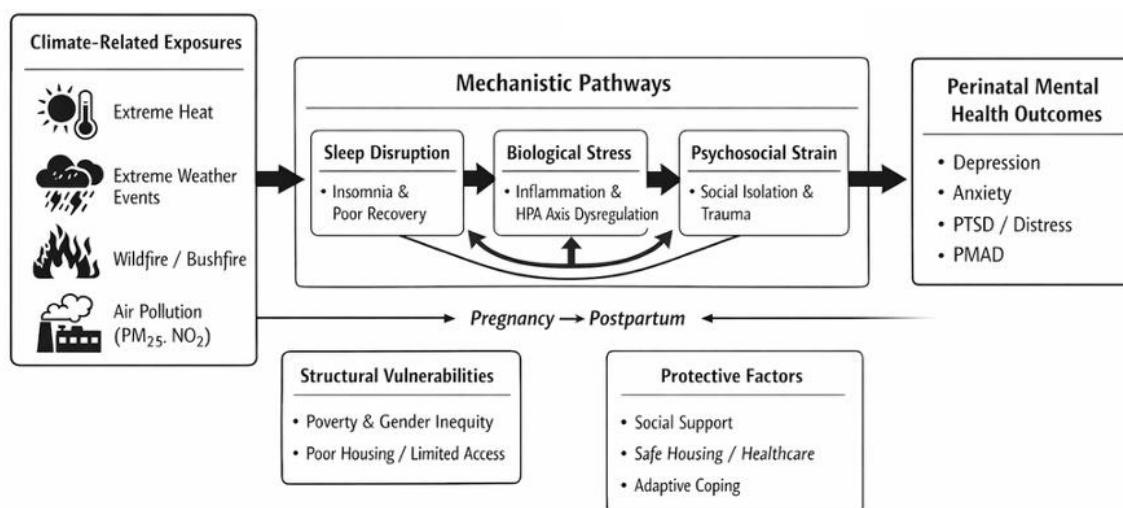 Climate-Related Exposures
Extreme Heat
Extreme Weather
Events
Wildfire / Bushfire
Air Pollution
(PM₂₅. NO₂)
Mechanistic Pathways
Sleep Disruption
• Insomnia &
Poor Recovery
Biological Stress
• Inflammation &
HPA Axis Dysregulation
Psychosocial Strain
• Social Isolation &
Trauma
Perinatal Mental
Health Outcomes
• Depression
• Anxiety
• PTSD / Distress
• PMAD
Pregnancy → Postpartum
Structural Vulnerabilities
• Poverty & Gender Inequity
• Poor Housing / Limited Access
Protective Factors
• Social Support
• Safe Housing / Healthcare
• Adaptive Coping